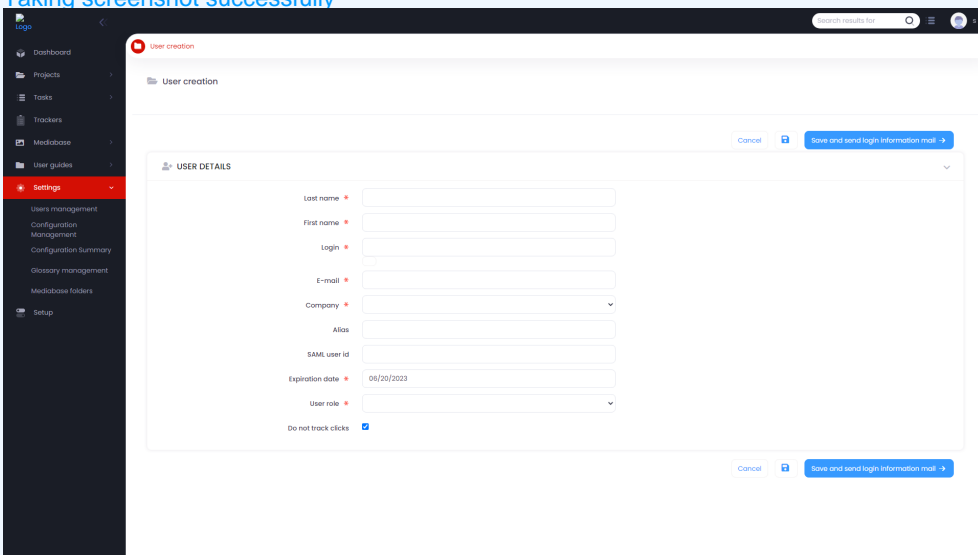 Taking screenshot successfully
Logo
Search results for
s
Dashboard
Projects
Tasks
Trackers
Mediabase
User guides
Settings
Users management
Configuration
Management
Configuration Summary
Glossary management
Mediabase folders
Setup
User creation
User creation
Cancel
Save and send login information mail →
USER DETAILS
Last name *
First name *
Login *
E-mail *
Company *
Alias
SAML user id
Expiration date * 06/20/2023
User role *
Do not track clicks
Cancel
Save and send login information mail →